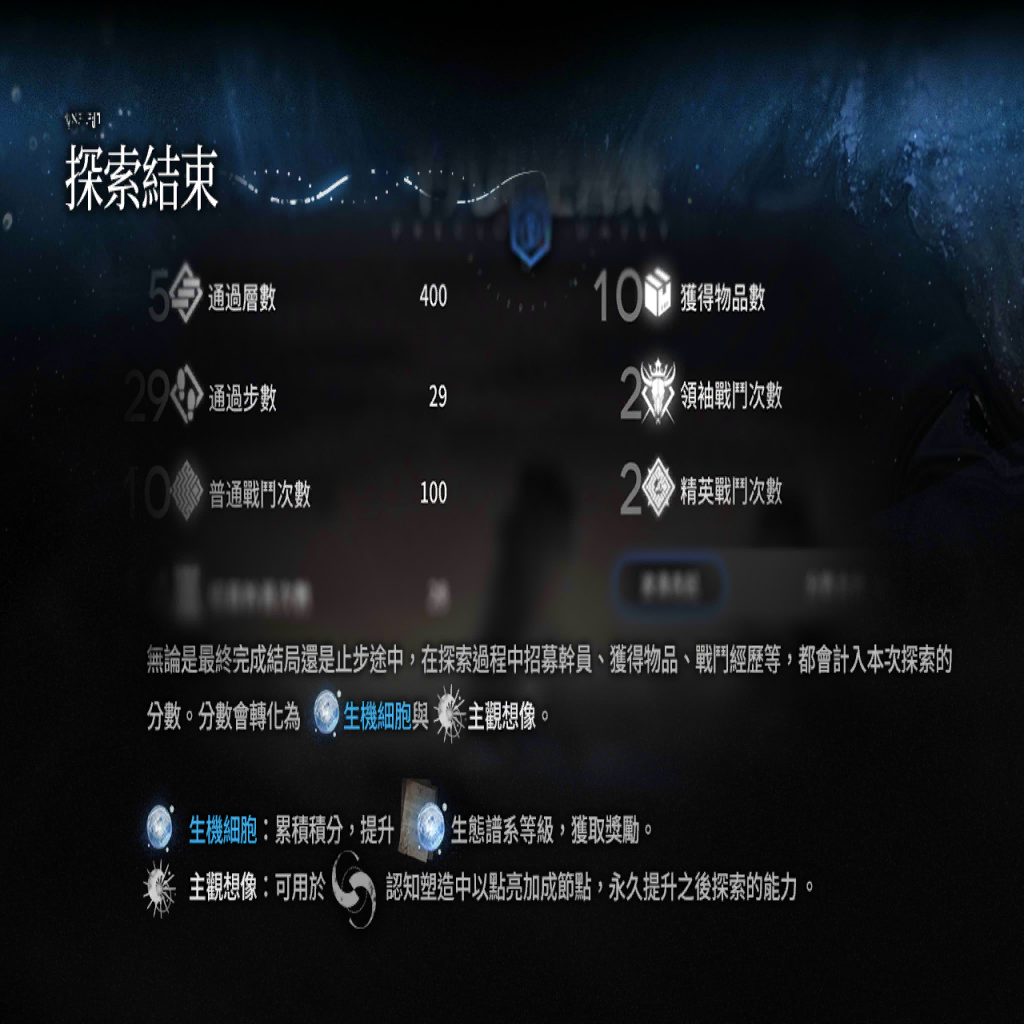 探索結束
5 通過層數 400 10 獲得物品數
29 通過步數 29 2 領袖戰鬥次數
10 普通戰鬥次數 100 2 精英戰鬥次數
無論是最終完成結局還是止步途中，在探索過程中招募幹員、獲得物品、戰鬥經歷等，都會計入本次探索的
分數。分數會轉化為 生機細胞與 主觀想像。
生機細胞：累積積分，提升 生態譜系等級，獲取獎勵。
主觀想像：可用於 認知塑造中以點亮加成節點，永久提升之後探索的能力。